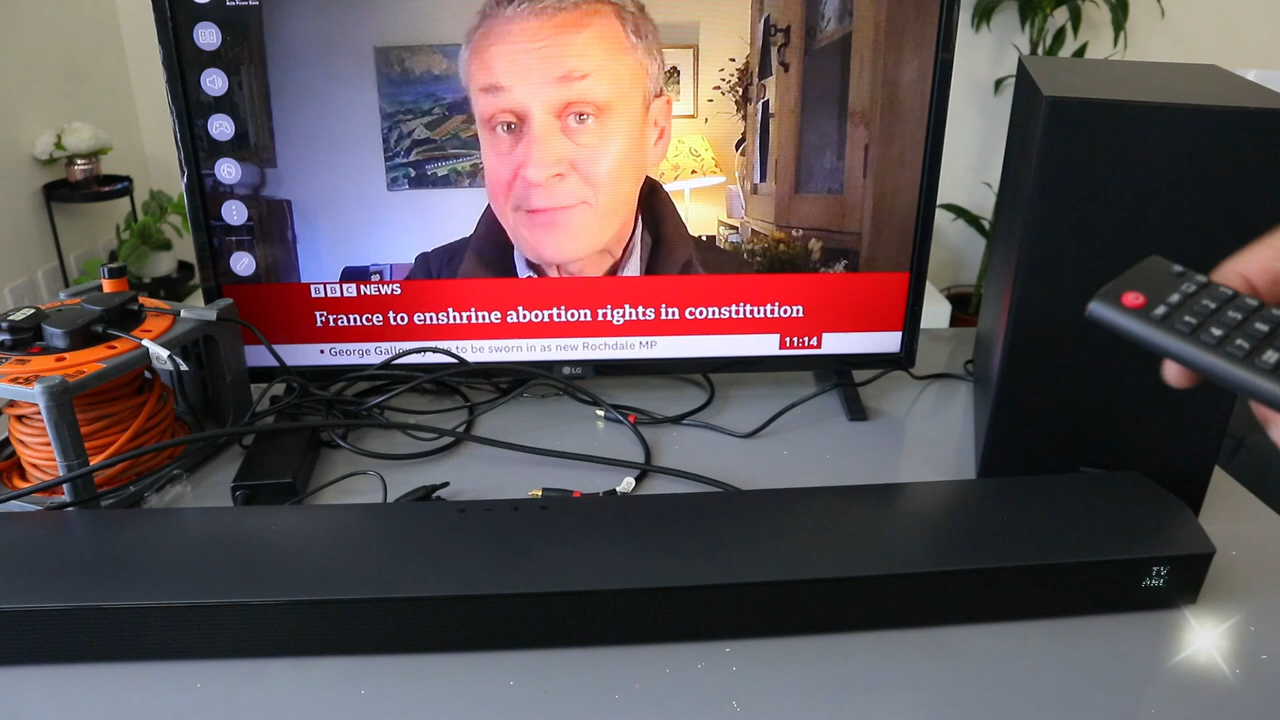 BBC NEWS
France to enshrine abortion rights in constitution
George to be sworn in as new Rochdale MP
11:14
LG
TV
ARC